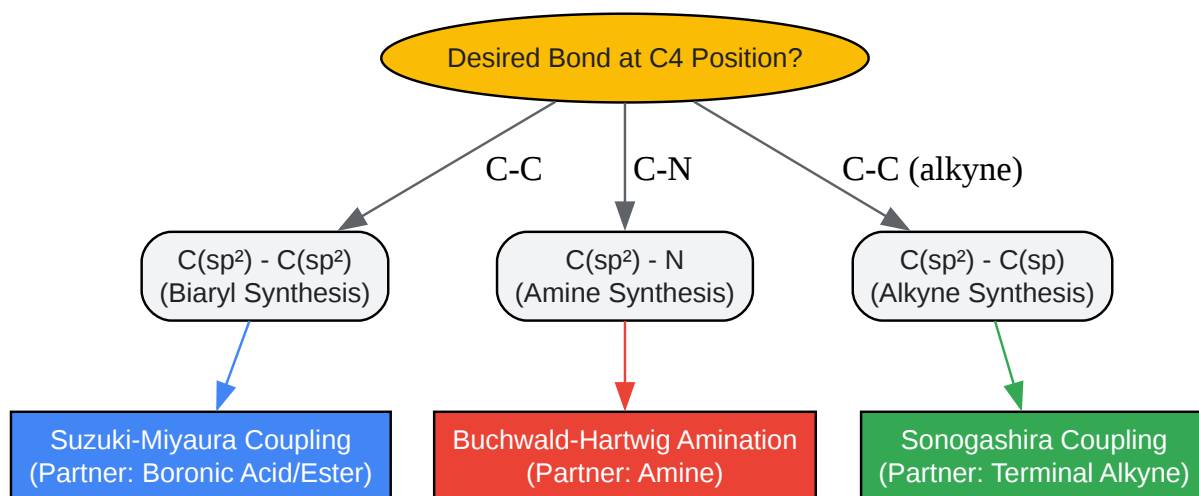 Desired Bond at C4 Position?
C-C
C-N
C-C (alkyne)
C(sp²) - C(sp²)
(Biaryl Synthesis)
C(sp²) - N
(Amine Synthesis)
C(sp²) - C(sp)
(Alkyne Synthesis)
Suzuki-Miyaura Coupling
(Partner: Boronic Acid/Ester)
Buchwald-Hartwig Amination
(Partner: Amine)
Sonogashira Coupling
(Partner: Terminal Alkyne)